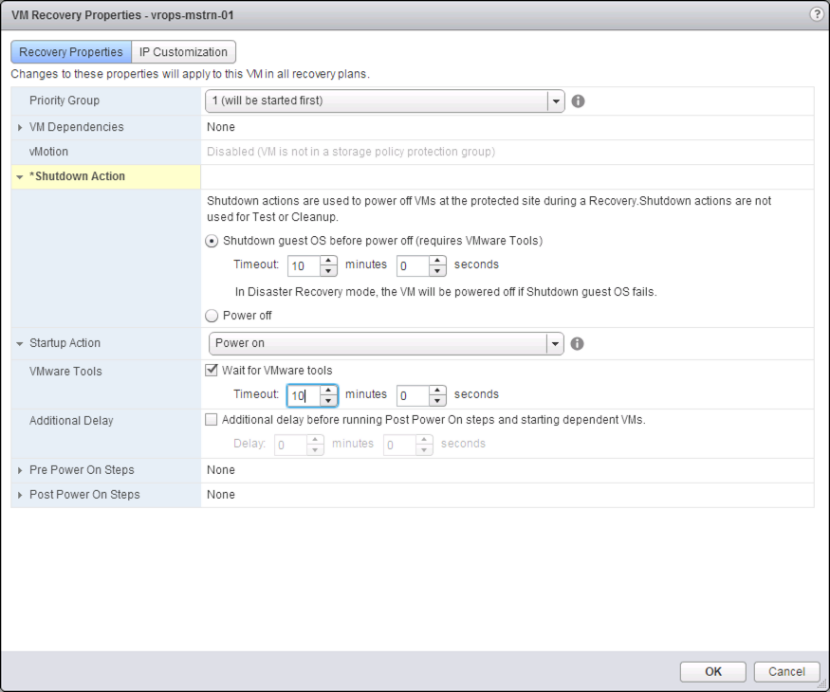 VM Recovery Properties - vrops-mstrn-01
?
Recovery Properties IP Customization
Changes to these properties will apply to this VM in all recovery plans.
Priority Group 1 (will be started first)
VM Dependencies None
vMotion Disabled (VM is not in a storage policy protection group)
*Shutdown Action
Shutdown actions are used to power off VMs at the protected site during a Recovery.Shutdown actions are not
used for Test or Cleanup.
Shutdown guest OS before power off (requires VMware Tools)
Timeout: 10 minutes 0 seconds
In Disaster Recovery mode, the VM will be powered off if Shutdown guest OS fails.
Power off
Startup Action Power on
VMware Tools Wait for VMware tools
Timeout: 10 minutes 0 seconds
Additional Delay Additional delay before running Post Power On steps and starting dependent VMs.
Delay: 0 minutes 0 seconds
Pre Power On Steps None
Post Power On Steps None
OK Cancel